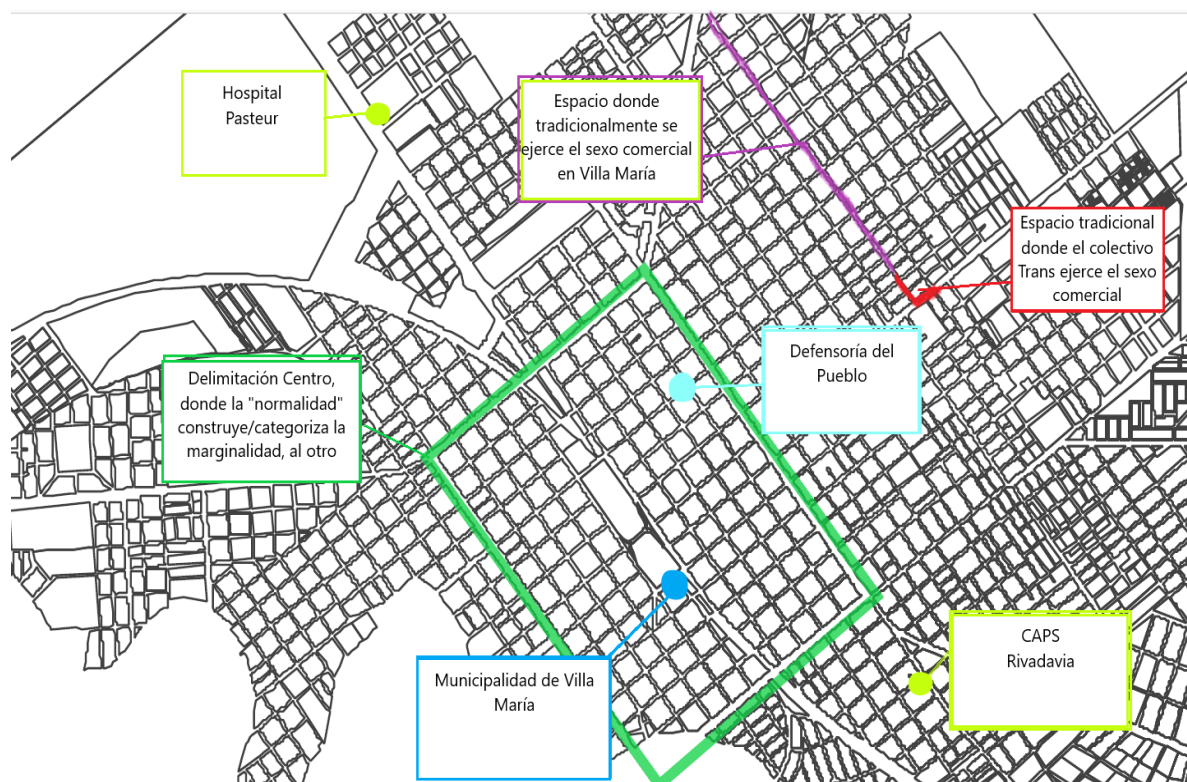 Hospital
Pasteur
Espacio donde
tradicionalmente se
ejerce el sexo comercial
en Villa María
Espacio tradicional
donde el colectivo
Trans ejerce el sexo
comercial
Defensoría del
Pueblo
Delimitación Centro,
donde la "normalidad"
construye/categoriza la
marginalidad, al otro
CAPS
Rivadavia
Municipalidad de Villa
María